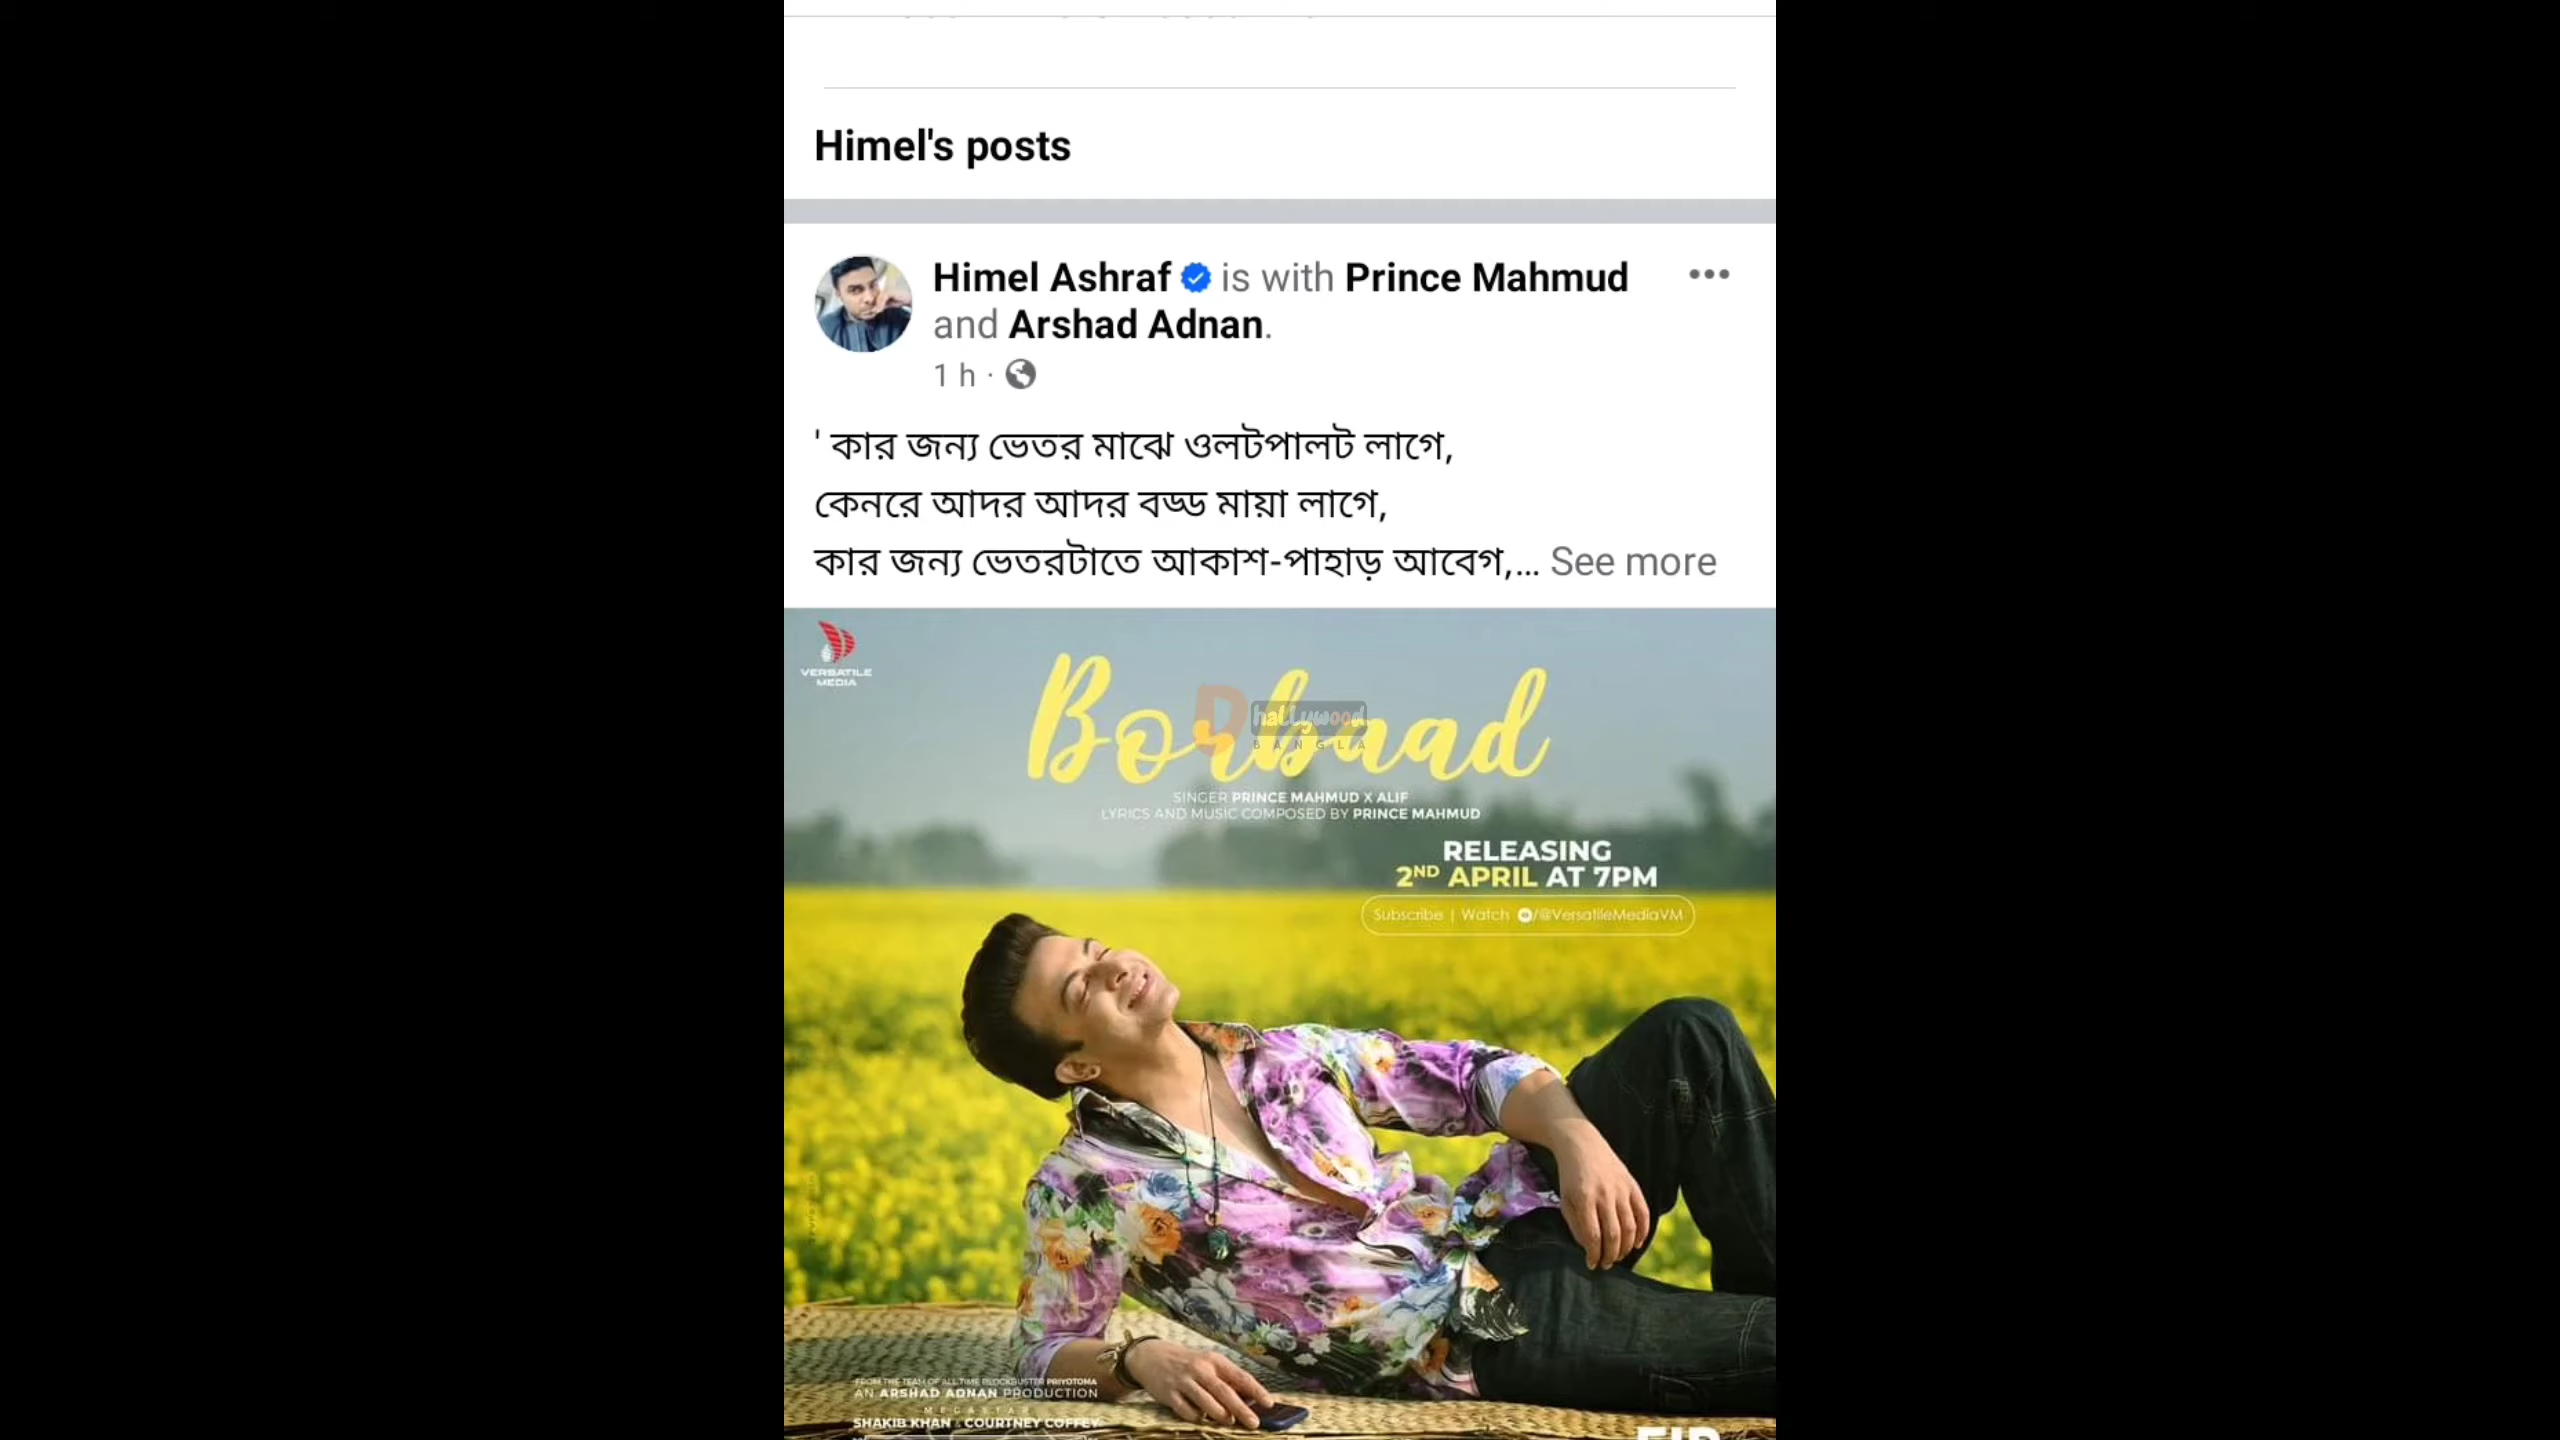 Himel's posts
Himel Ashraf is with Prince Mahmud
and Arshad Adnan.
1 h ·
' কার জন্য ভেতর মাঝে ওলটপালট লাগে,
কেনরে আদর আদর বড্ড মায়া লাগে,
কার জন্য ভেতরটাতে আকাশ-পাহাড় আবেগ,... See more
VERSATILE
MEDIA
Borbaad
Dhallywood
BANGLA
SINGER PRINCE MAHMUD X ALIF
LYRICS AND MUSIC COMPOSED BY PRINCE MAHMUD
RELEASING
2ND APRIL AT 7PM
Subscribe | Watch /@VersatileMediaVM
FROM THE TEAM OF ALL TIME BLOCKBUSTER PRIYOTOMA
AN ARSHAD ADNAN PRODUCTION
MEGASTAR
SHAKIB KHAN & COURTNEY COFFEY